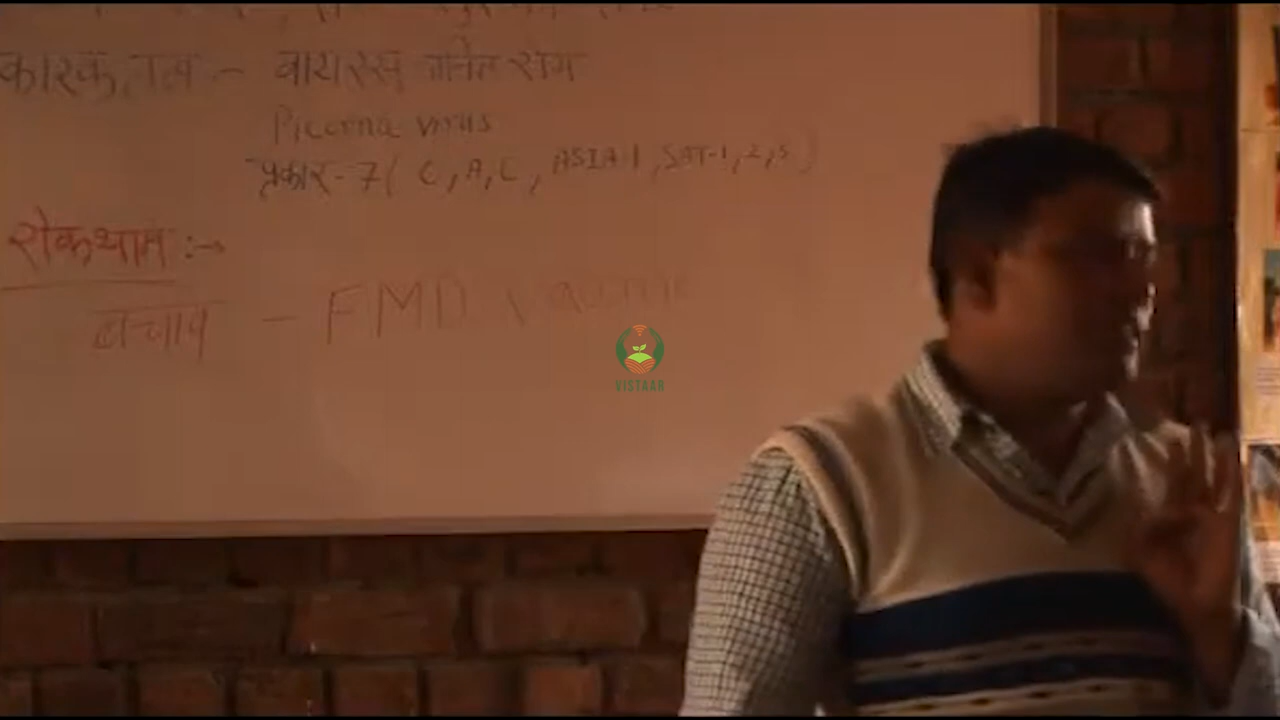 कारक तत्व - वायरस जनित रोग
Picorna virus
प्रकार - 7 ( C, A, C, ASIA-1, SAT-1, 2, 3 )
रोकथाम :→
बचाव - FMD
VISTAAR